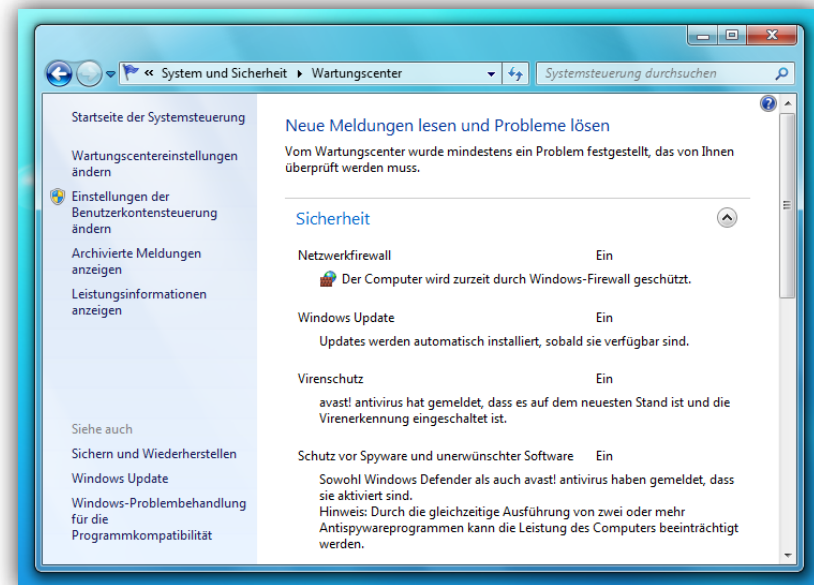 « System und Sicherheit ▸ Wartungscenter
Systemsteuerung durchsuchen
Startseite der Systemsteuerung
Wartungscentereinstellungen
ändern
Einstellungen der
Benutzerkontensteuerung
ändern
Archivierte Meldungen
anzeigen
Leistungsinformationen
anzeigen
Siehe auch
Sichern und Wiederherstellen
Windows Update
Windows-Problembehandlung
für die
Programmkompatibilität
Neue Meldungen lesen und Probleme lösen
Vom Wartungscenter wurde mindestens ein Problem festgestellt, das von Ihnen
überprüft werden muss.
Sicherheit
Netzwerkfirewall Ein
Der Computer wird zurzeit durch Windows-Firewall geschützt.
Windows Update Ein
Updates werden automatisch installiert, sobald sie verfügbar sind.
Virenschutz Ein
avast! antivirus hat gemeldet, dass es auf dem neuesten Stand ist und die
Virenerkennung eingeschaltet ist.
Schutz vor Spyware und unerwünschter Software Ein
Sowohl Windows Defender als auch avast! antivirus haben gemeldet, dass
sie aktiviert sind.
Hinweis: Durch die gleichzeitige Ausführung von zwei oder mehr
Antispywareprogrammen kann die Leistung des Computers beeinträchtigt
werden.